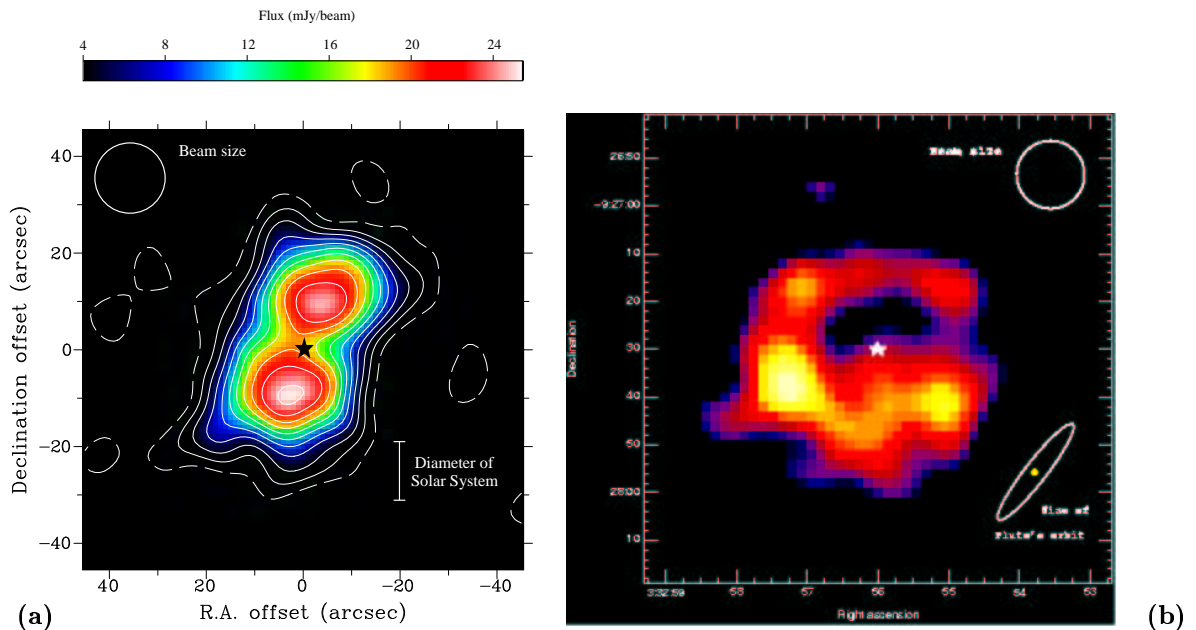 Flux (mJy/beam)
4 8 12 16 20 24
Beam size
40
20
0
−20
−40
Declination offset (arcsec)
Diameter of
Solar System
40 20 0 −20 −40
R.A. offset (arcsec)
(a)
Beam size
26:50
−9:27:00
10
20
30
40
50
28:00
10
Declination
Size of
Pluto's orbit
3:32:59 58 57 56 55 54 53
Right ascension
(b)